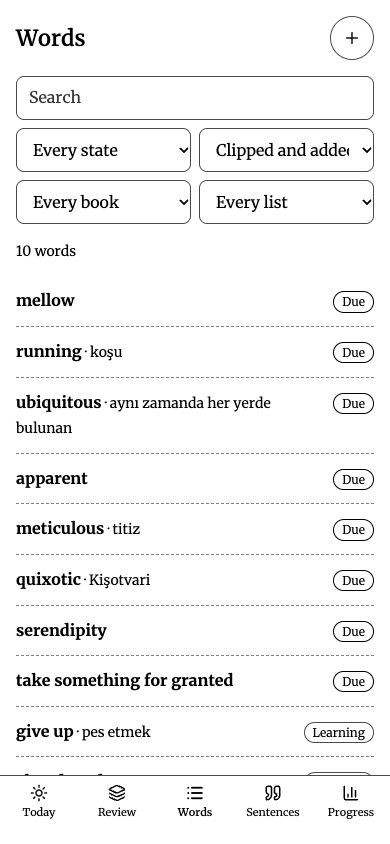 Words
Search
Every state
Clipped and added
Every book
Every list
10 words
mellow
Due
running · koşu
Due
ubiquitous · aynı zamanda her yerde
bulunan
Due
apparent
Due
meticulous · titiz
Due
quixotic · Kişotvari
Due
serendipity
Due
take something for granted
Due
give up · pes etmek
Learning
Today
Review
Words
Sentences
Progress